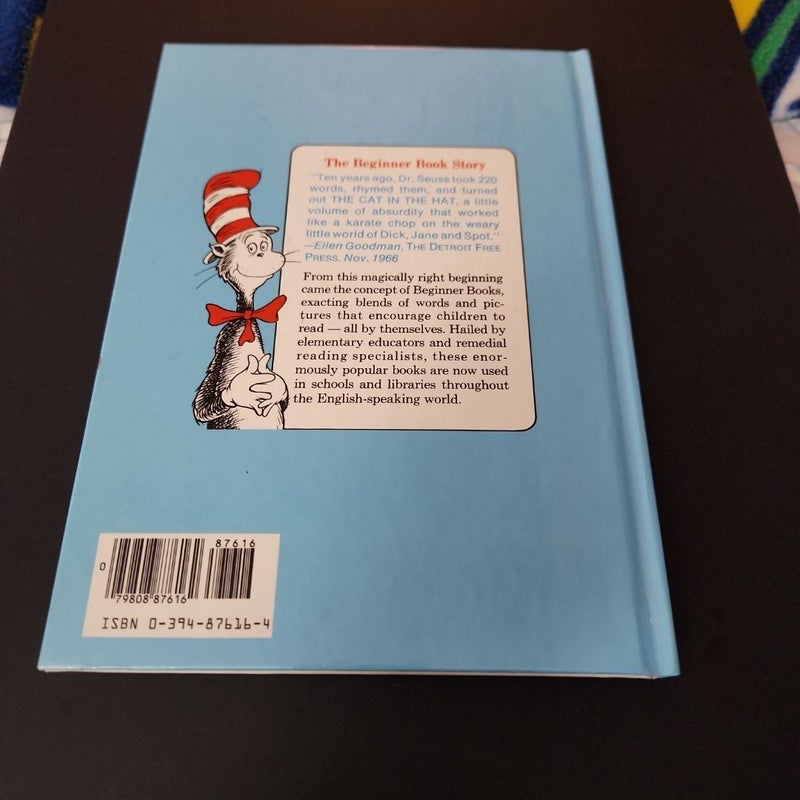 The Beginner Book Story
"Ten years ago, Dr. Seuss took 220
words, rhymed them, and turned
out THE CAT IN THE HAT, a little
volume of absurdity that worked
like a karate chop on the weary
little world of Dick, Jane and Spot."
—Ellen Goodman, THE DETROIT FREE
PRESS, Nov. 1966
From this magically right beginning
came the concept of Beginner Books,
exacting blends of words and pic-
tures that encourage children to
read — all by themselves. Hailed by
elementary educators and remedial
reading specialists, these enor-
mously popular books are now used
in schools and libraries throughout
the English-speaking world.
87616
0
79808 87616
ISBN 0-394-87616-4